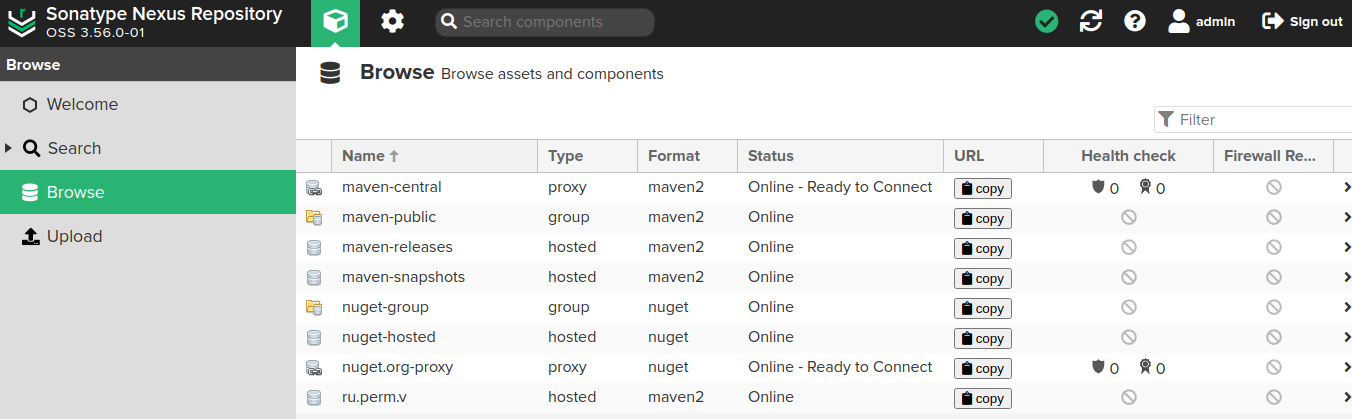 Sonatype Nexus Repository
OSS 3.56.0-01
Search components
admin
Sign out
Browse
Welcome
Search
Browse
Upload
Browse Browse assets and components
Filter
Name Type Format Status URL Health check Firewall Re...
maven-central proxy maven2 Online - Ready to Connect copy 0 0
maven-public group maven2 Online copy
maven-releases hosted maven2 Online copy
maven-snapshots hosted maven2 Online copy
nuget-group group nuget Online copy
nuget-hosted hosted nuget Online copy
nuget.org-proxy proxy nuget Online - Ready to Connect copy 0 0
ru.perm.v hosted maven2 Online copy